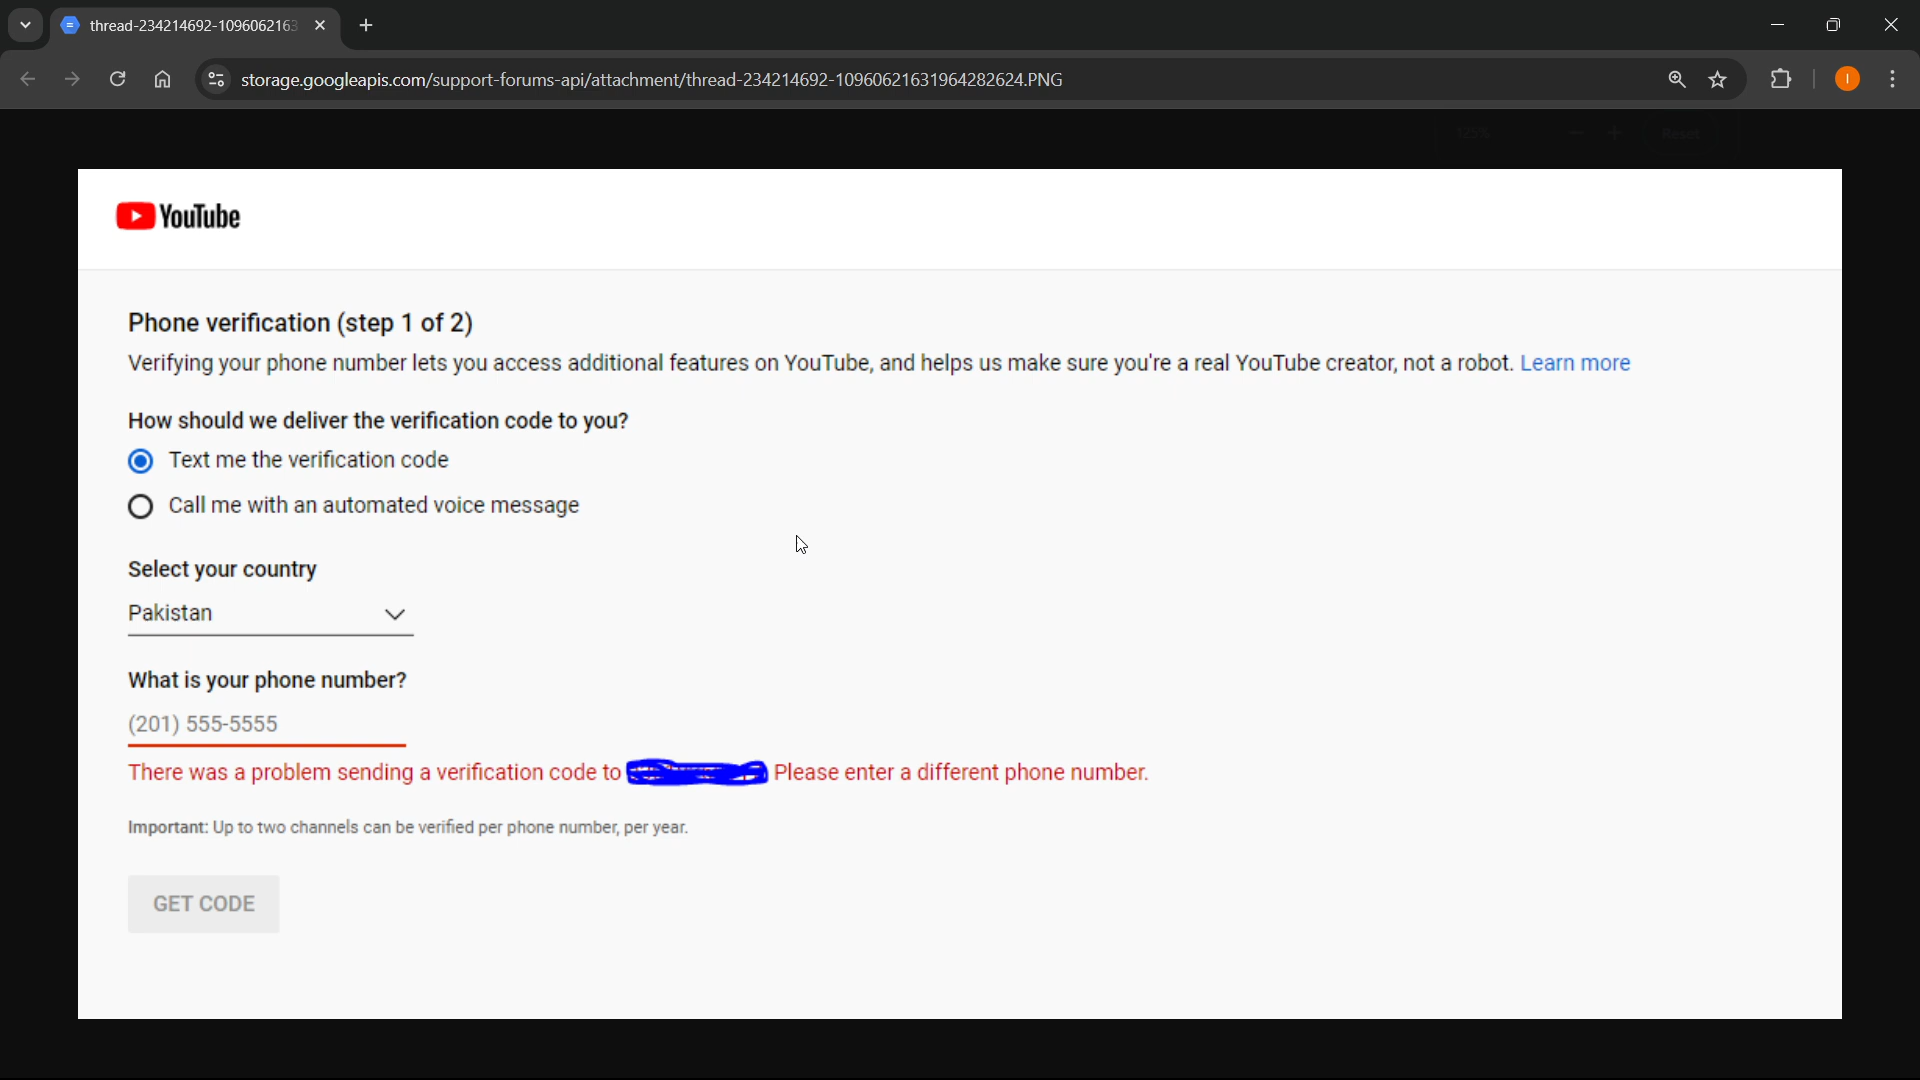 thread-234214692-1096062163
storage.googleapis.com/support-forums-api/attachment/thread-234214692-10960621631964282624.PNG
I
125%
Reset
YouTube
Phone verification (step 1 of 2)
Verifying your phone number lets you access additional features on YouTube, and helps us make sure you're a real YouTube creator, not a robot. Learn more
How should we deliver the verification code to you?
Text me the verification code
Call me with an automated voice message
Select your country
Pakistan
What is your phone number?
(201) 555-5555
There was a problem sending a verification code to Please enter a different phone number.
Important: Up to two channels can be verified per phone number, per year.
GET CODE